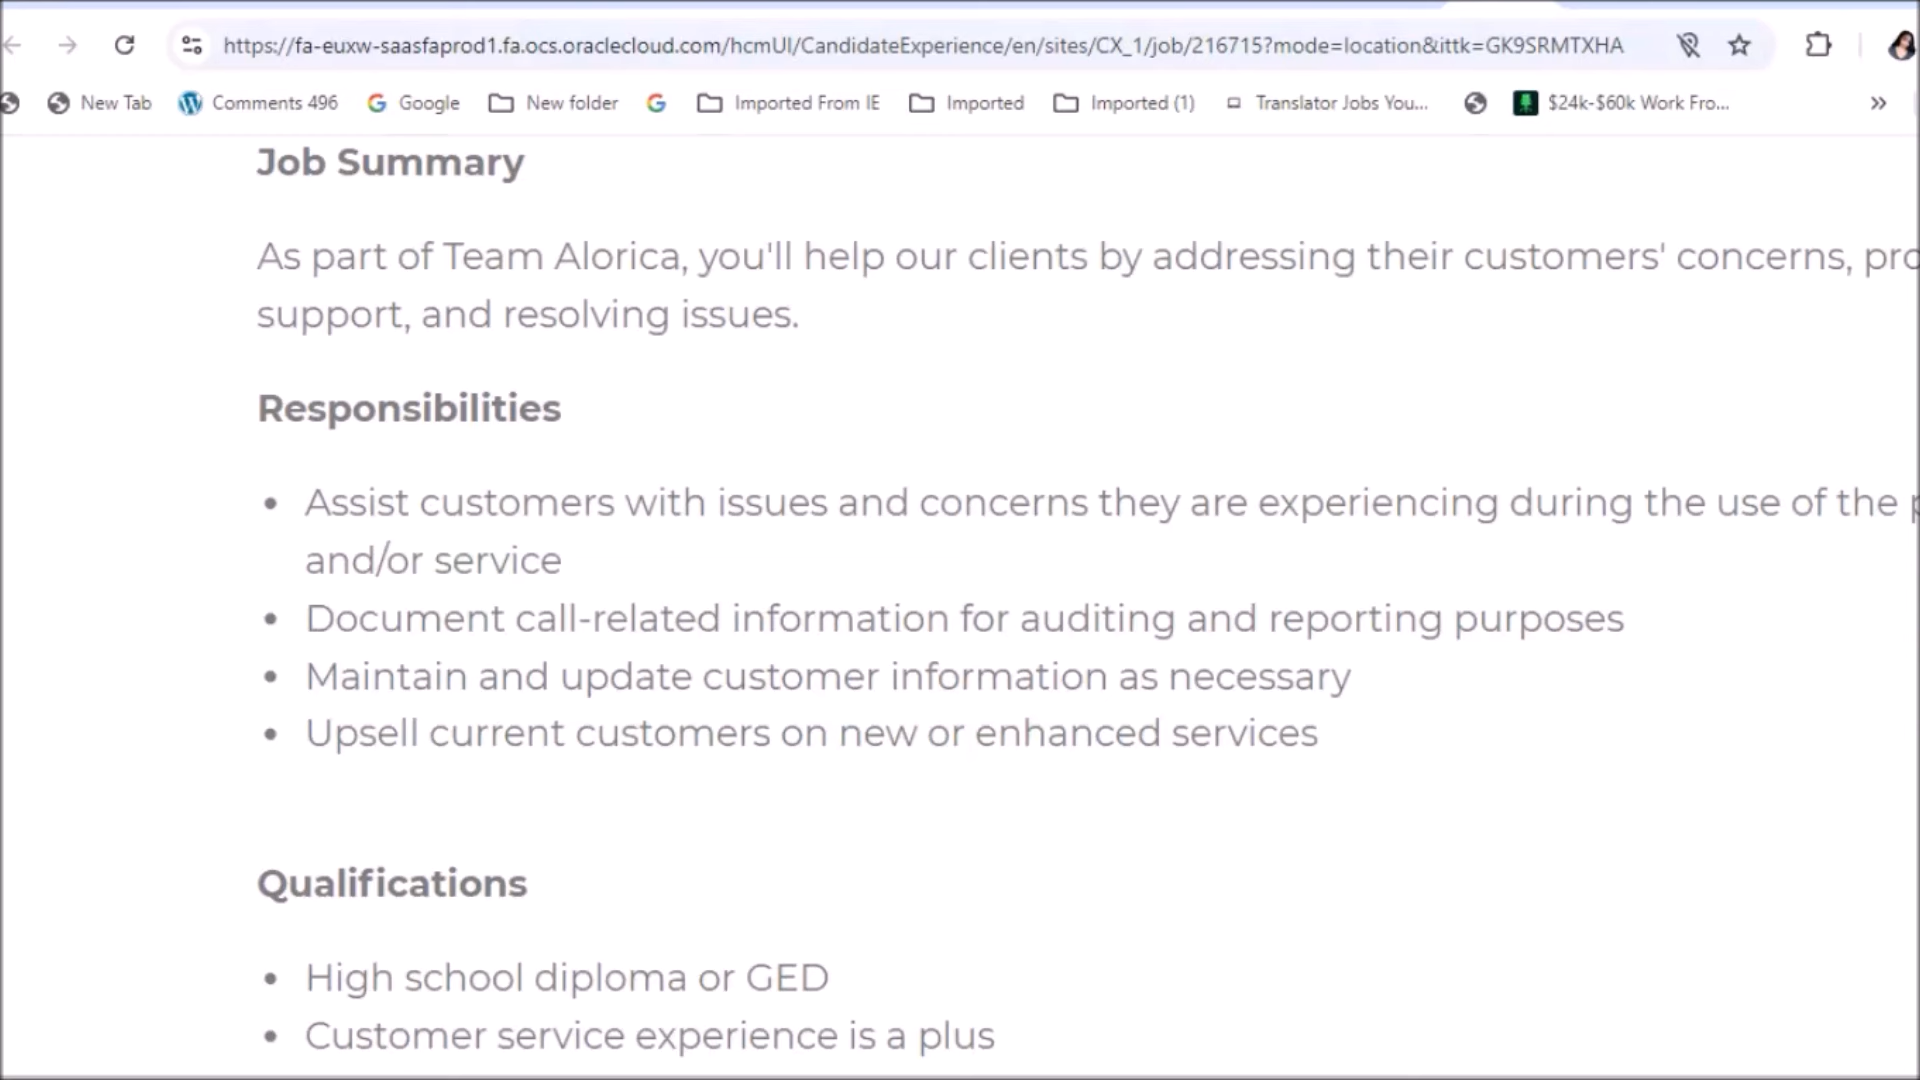 https://fa-euxw-saasfaprod1.fa.ocs.oraclecloud.com/hcmUI/CandidateExperience/en/sites/CX_1/job/216715?mode=location&ittk=GK9SRMTXHA
New Tab Comments 496 Google New folder Imported From IE Imported Imported (1) Translator Jobs You... $24k-$60k Work Fro... »
Job Summary
As part of Team Alorica, you'll help our clients by addressing their customers' concerns,
support, and resolving issues.
Responsibilities
• Assist customers with issues and concerns they are experiencing during the use of the
and/or service
• Document call-related information for auditing and reporting purposes
• Maintain and update customer information as necessary
• Upsell current customers on new or enhanced services
Qualifications
• High school diploma or GED
• Customer service experience is a plus